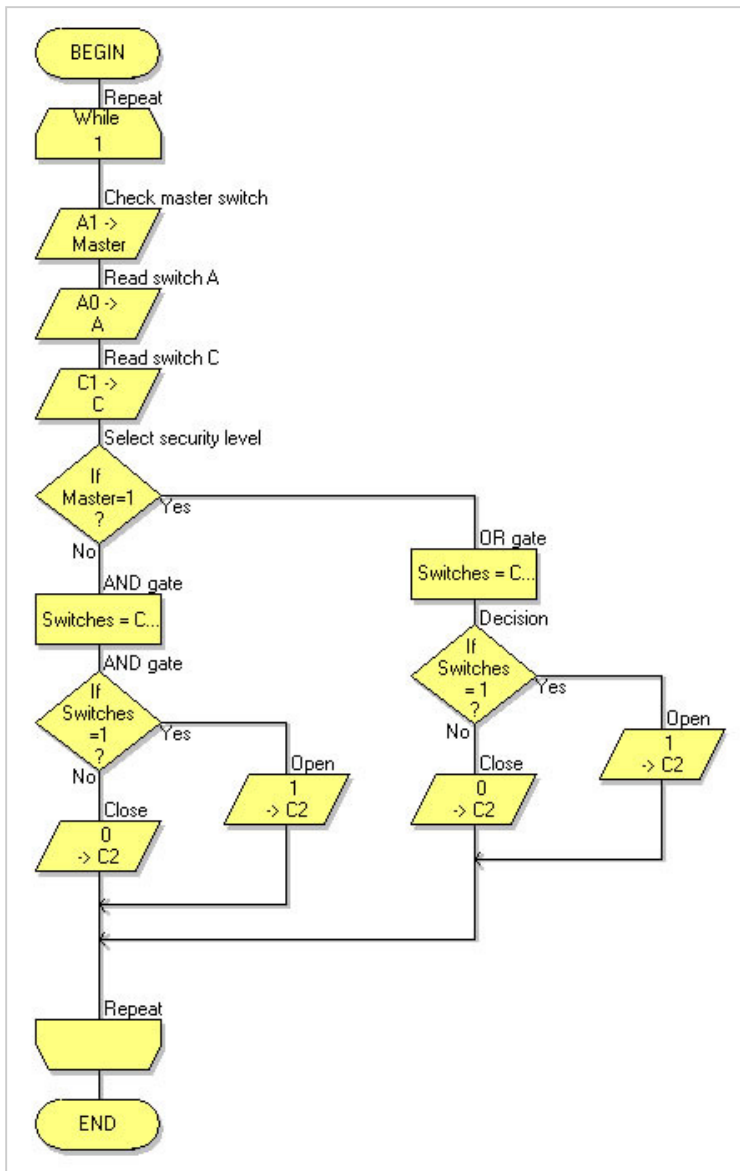 BEGIN
Repeat
While
1
Check master switch
A1 ->
Master
Read switch A
A0 ->
A
Read switch C
C1 ->
C
Select security level
If
Master=1
?
Yes
No
AND gate
Switches = C...
AND gate
If
Switches
=1
?
Yes
No
Open
1
-> C2
Close
0
-> C2
OR gate
Switches = C...
Decision
If
Switches
= 1
?
Yes
No
Open
1
-> C2
Close
0
-> C2
Repeat
END